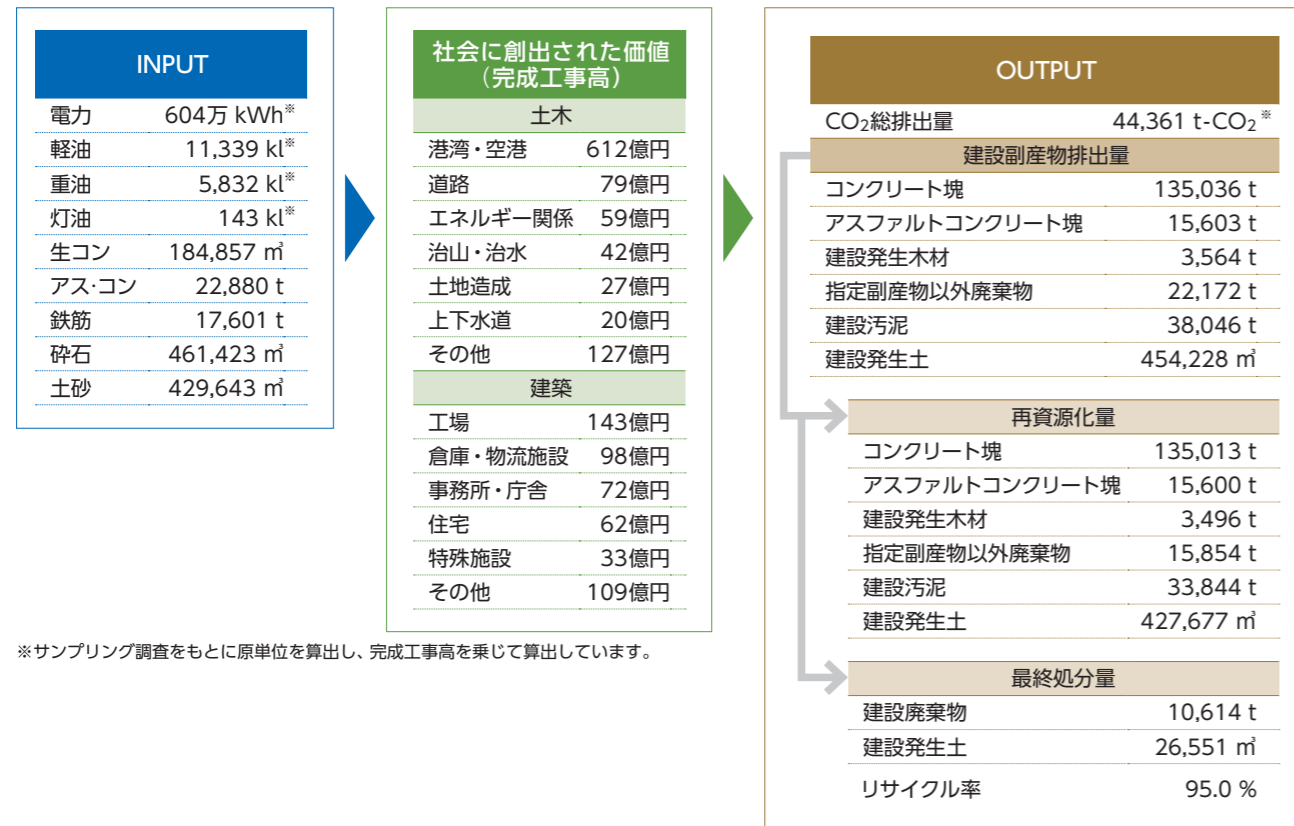 INPUT
電力 604万 kWh※
軽油 11,339 kl※
重油 5,832 kl※
灯油 143 kl※
生コン 184,857 ㎥
アス・コン 22,880 t
鉄筋 17,601 t
砕石 461,423 ㎥
土砂 429,643 ㎥
社会に創出された価値
（完成工事高）
土木
港湾・空港 612億円
道路 79億円
エネルギー関係 59億円
治山・治水 42億円
土地造成 27億円
上下水道 20億円
その他 127億円
建築
工場 143億円
倉庫・物流施設 98億円
事務所・庁舎 72億円
住宅 62億円
特殊施設 33億円
その他 109億円
OUTPUT
CO₂総排出量 44,361 t-CO₂※
建設副産物排出量
コンクリート塊 135,036 t
アスファルトコンクリート塊 15,603 t
建設発生木材 3,564 t
指定副産物以外廃棄物 22,172 t
建設汚泥 38,046 t
建設発生土 454,228 ㎥
再資源化量
コンクリート塊 135,013 t
アスファルトコンクリート塊 15,600 t
建設発生木材 3,496 t
指定副産物以外廃棄物 15,854 t
建設汚泥 33,844 t
建設発生土 427,677 ㎥
最終処分量
建設廃棄物 10,614 t
建設発生土 26,551 ㎥
リサイクル率 95.0 %
※サンプリング調査をもとに原単位を算出し、完成工事高を乗じて算出しています。